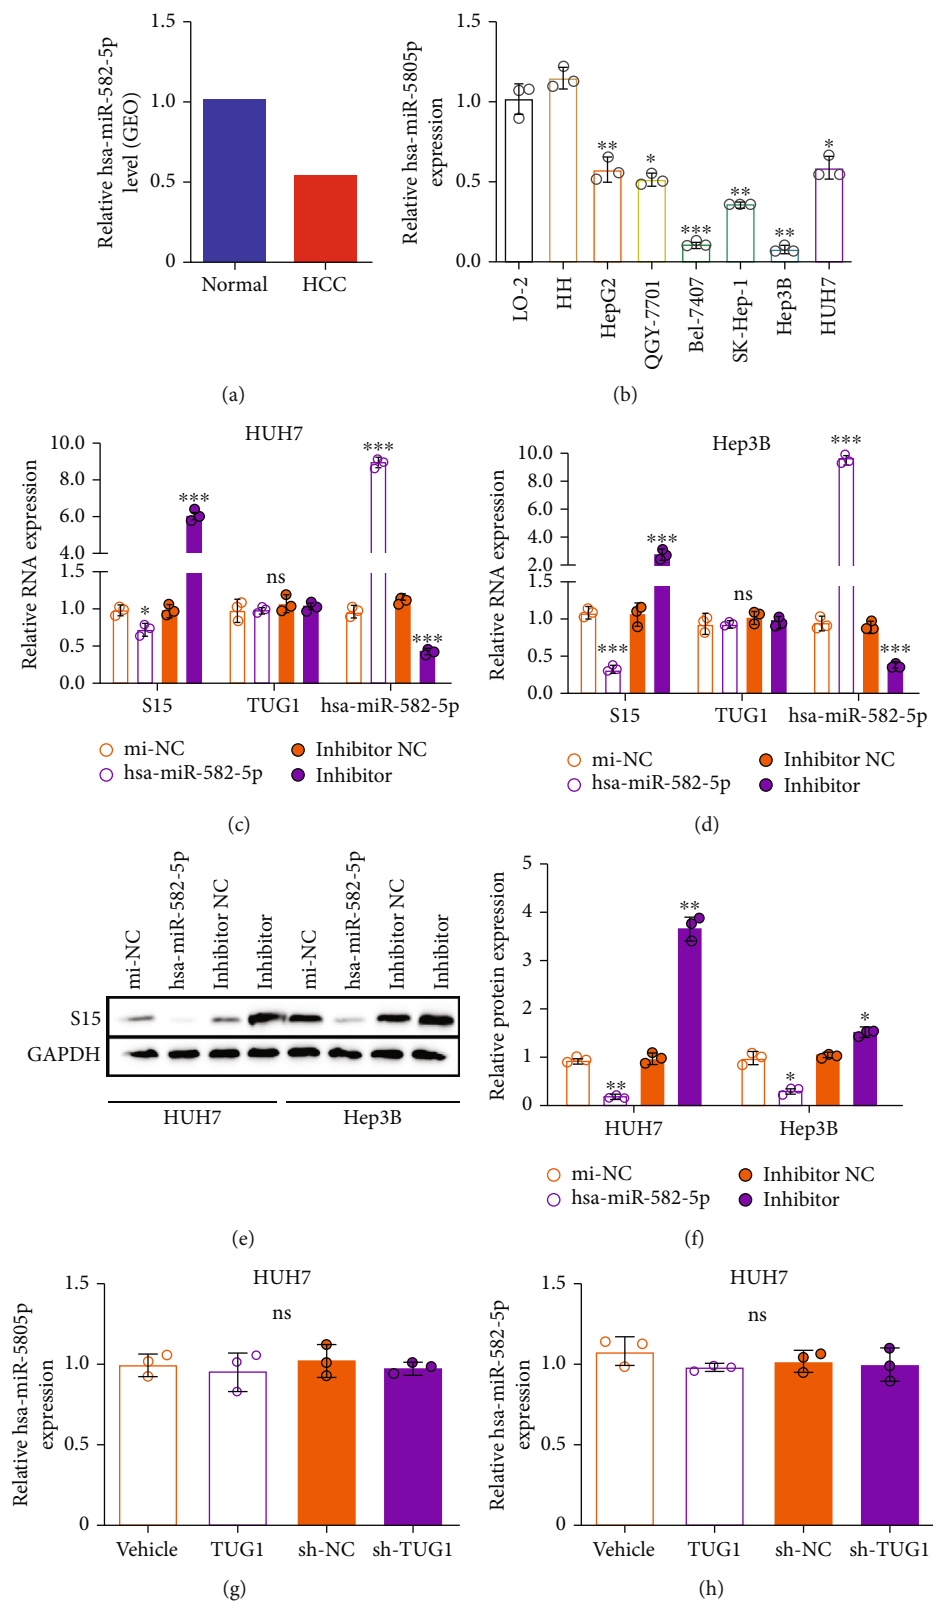 Relative hsa-miR-582-5p
level (GEO)
1.5
1.0
0.5
0
Normal
HCC
(a)
Relative hsa-miR-5805p
expression
1.5
1.0
0.5
0.0
**
*
***
**
**
*
LO-2
HH
HepG2
QGY-7701
Bel-7407
SK-Hep-1
Hep3B
HUH7
(b)
HUH7
Relative RNA expression
10.0
8.0
6.0
4.0
1.5
1.0
0.5
0.0
*
***
ns
***
***
S15
TUG1
hsa-miR-582-5p
mi-NC
hsa-miR-582-5p
Inhibitor NC
Inhibitor
(c)
Hep3B
Relative RNA expression
10.0
8.0
6.0
4.0
2.0
1.5
1.0
0.5
0.0
***
***
ns
***
***
S15
TUG1
hsa-miR-582-5p
mi-NC
hsa-miR-582-5p
Inhibitor NC
Inhibitor
(d)
mi-NC
hsa-miR-582-5p
Inhibitor NC
Inhibitor
mi-NC
hsa-miR-582-5p
Inhibitor NC
Inhibitor
S15
GAPDH
HUH7
Hep3B
(e)
Relative protein expression
5
4
3
2
1
0
**
**
*
*
HUH7
Hep3B
mi-NC
hsa-miR-582-5p
Inhibitor NC
Inhibitor
(f)
HUH7
ns
Relative hsa-miR-5805p
expression
1.5
1.0
0.5
0
Vehicle
TUG1
sh-NC
sh-TUG1
(g)
HUH7
ns
Relative hsa-miR-582-5p
expression
1.5
1.0
0.5
0
Vehicle
TUG1
sh-NC
sh-TUG1
(h)